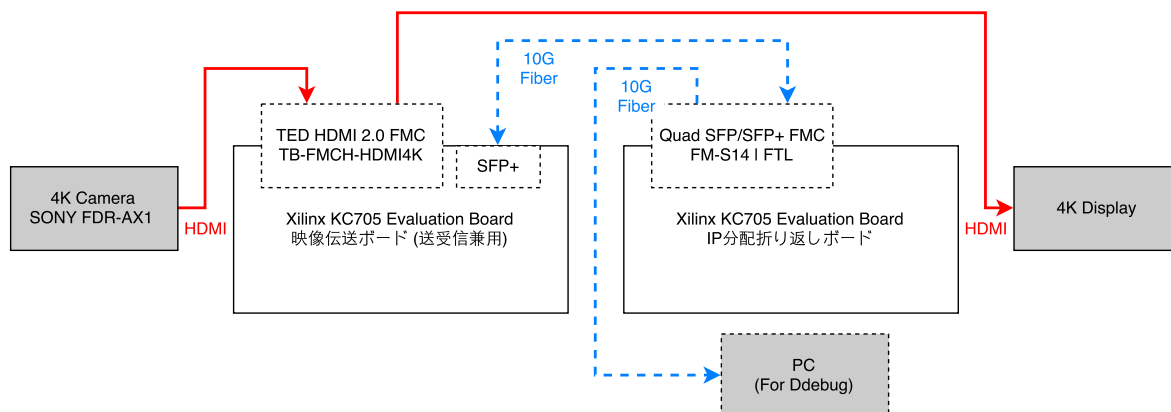 10G
Fiber
10G
Fiber
TED HDMI 2.0 FMC
TB-FMCH-HDMI4K
SFP+
Quad SFP/SFP+ FMC
FM-S14 | FTL
4K Camera
SONY FDR-AX1
HDMI
Xilinx KC705 Evaluation Board
映像伝送ボード (送受信兼用)
Xilinx KC705 Evaluation Board
IP分配折り返しボード
HDMI
4K Display
PC
(For Ddebug)